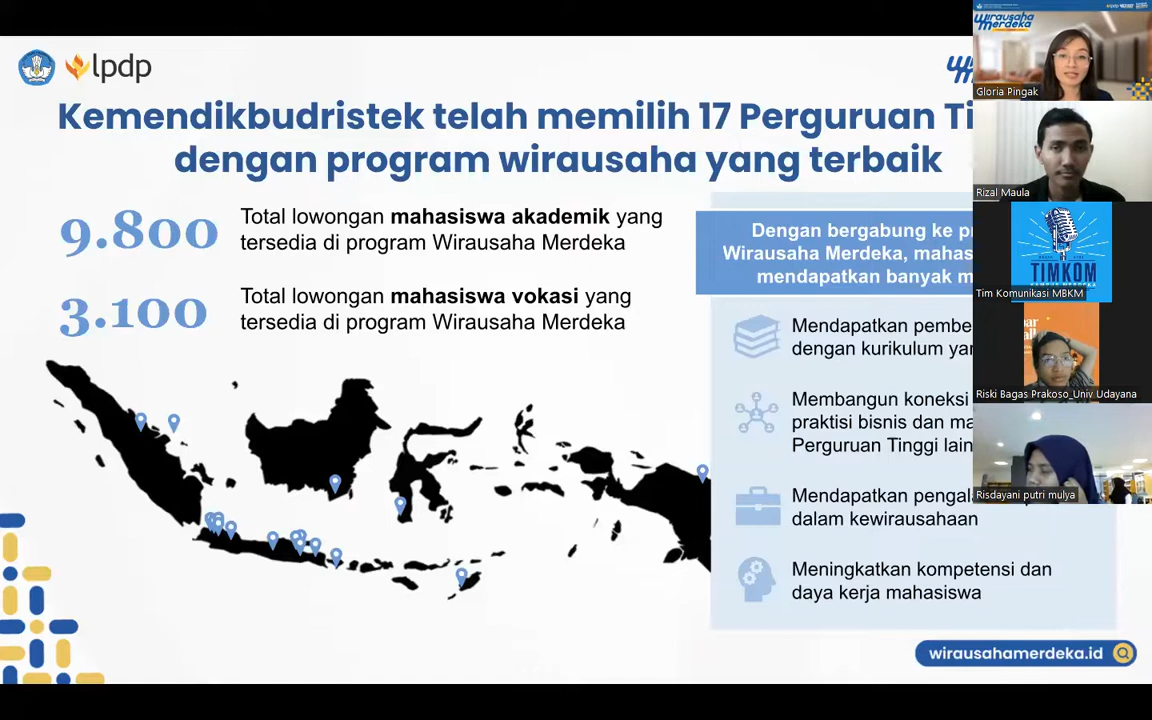 lpdp
Kemendikbudristek telah memilih 17 Perguruan Ti
dengan program wirausaha yang terbaik
9.800
Total lowongan mahasiswa akademik yang
tersedia di program Wirausaha Merdeka
3.100
Total lowongan mahasiswa vokasi yang
tersedia di program Wirausaha Merdeka
Dengan bergabung ke pr
Wirausaha Merdeka, mahas
mendapatkan banyak m
Mendapatkan pembe
dengan kurikulum yan
Membangun koneksi
praktisi bisnis dan ma
Perguruan Tinggi lain
Mendapatkan pengala
dalam kewirausahaan
Meningkatkan kompetensi dan
daya kerja mahasiswa
wirausahamerdeka.id
Wirausaha
Merdeka
Gloria Pingak
Rizal Maula
TIMKOM
Tim Komunikasi MBKM
Riski Bagas Prakoso_Univ Udayana
Risdayani putri mulya